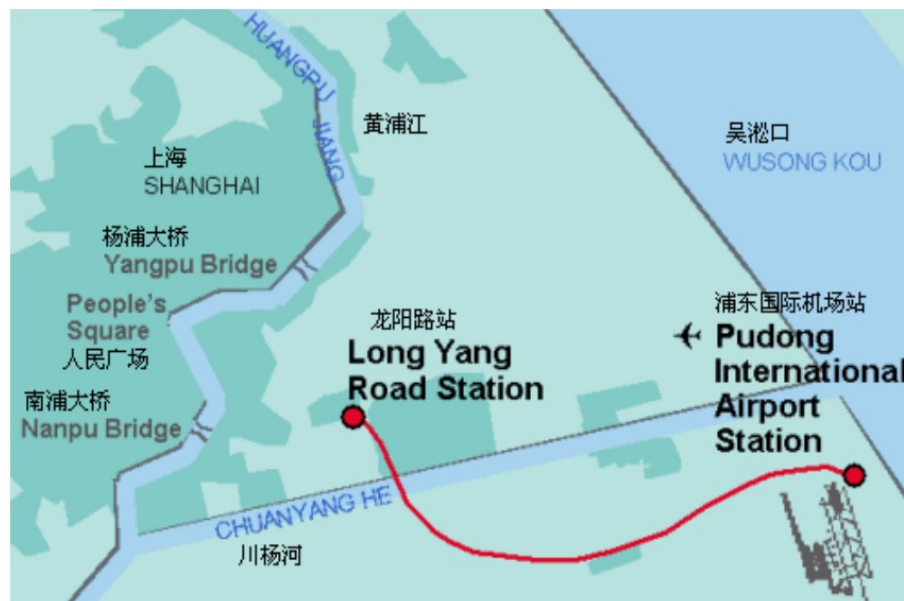 HUANGPU
JIANG
黄浦江
吴淞口
WUSONG KOU
上海
SHANGHAI
杨浦大桥
Yangpu Bridge
People's
Square
人民广场
南浦大桥
Nanpu Bridge
龙阳路站
Long Yang
Road Station
浦东国际机场站
Pudong
International
Airport
Station
CHUANYANG HE
川杨河